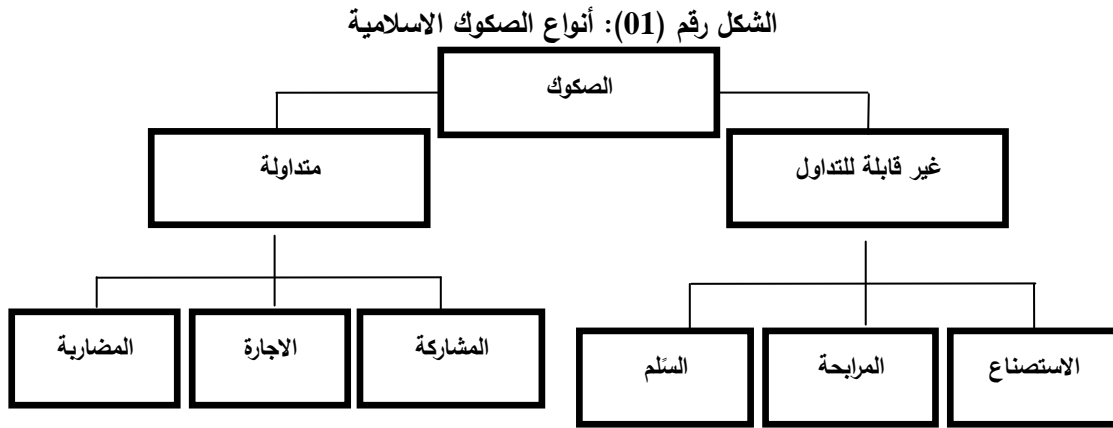 الشكل رقم (01): أنواع الصكوك الاسلامية
الصكوك
غير قابلة للتداول
متداولة
المشاركة
الاجارة
المضاربة
الاستصناع
المرابحة
السًلم